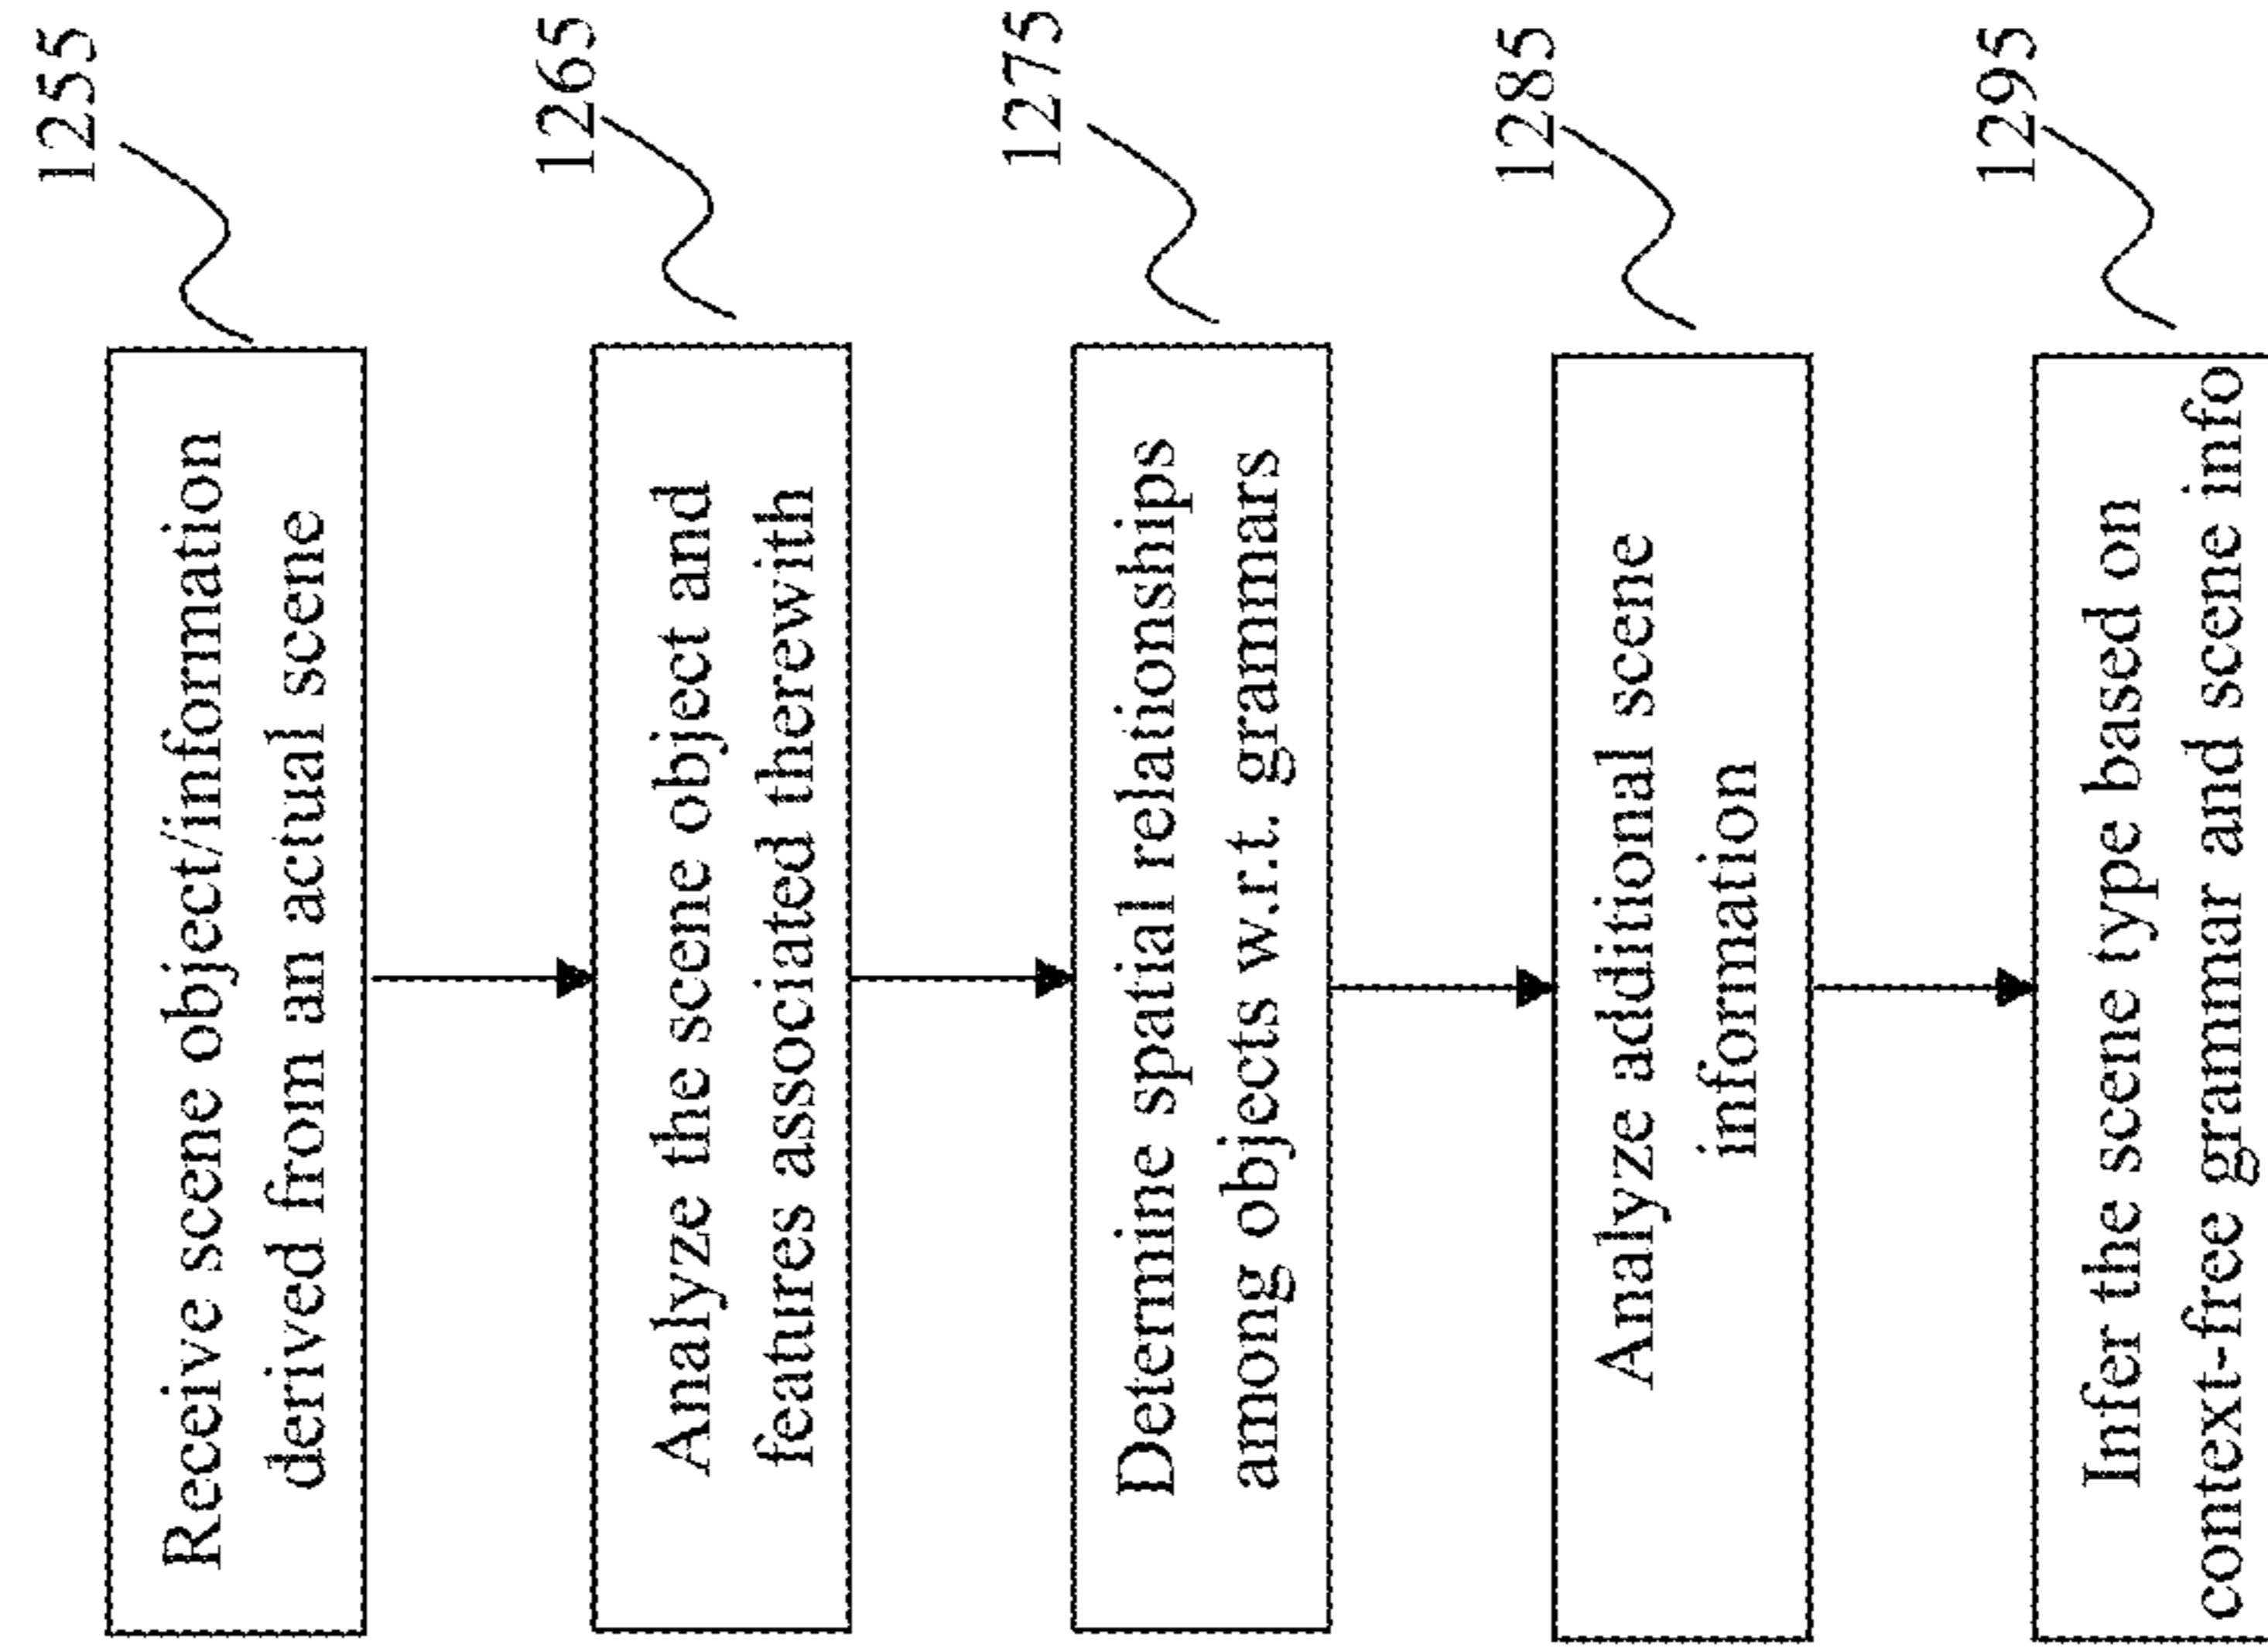 Receive scene object/information
derived from an actual scene
1255
Analyze the scene object and
features associated therewith
1265
Determine spatial relationships
among objects w.r.t. grammars
1275
Analyze additional scene
information
1285
Infer the scene type based on
context-free grammar and scene info
1295